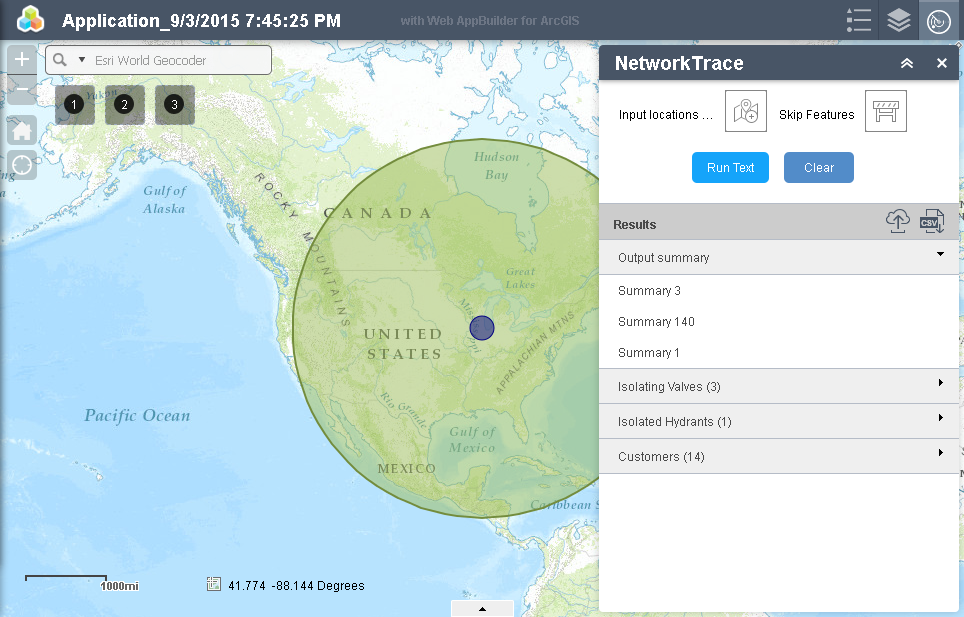 Application_9/3/2015 7:45:25 PM
with Web AppBuilder for ArcGIS
+
Esri World Geocoder
−
1
2
3
NetworkTrace
Input locations ...
Skip Features
Run Text
Clear
Results
CSV
Output summary
Summary 3
Summary 140
Summary 1
Isolating Valves (3)
Isolated Hydrants (1)
Customers (14)
Yukon
Hudson
Bay
Gulf of
Alaska
ROCKY MOUNTAINS
CANADA
Great
Lakes
UNITED
STATES
APPALACHIAN MTNS
Rio Grande
Pacific Ocean
Gulf of
Mexico
MEXICO
Caribbean S
1000mi
41.774 -88.144 Degrees